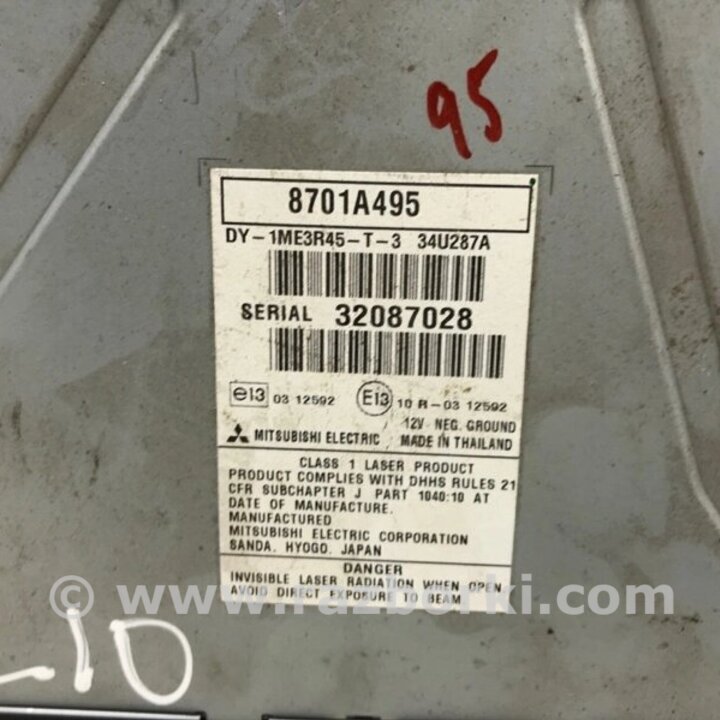 95
8701A495
DY-1ME3R45-T-3 34U287A
SERIAL 32087028
e13 03 12592 E13 10 R-03 12592
12V NEG. GROUND
MITSUBISHI ELECTRIC MADE IN THAILAND
CLASS 1 LASER PRODUCT
PRODUCT COMPLIES WITH DHHS RULES 21
CFR SUBCHAPTER J PART 1040:10 AT
DATE OF MANUFACTURE.
MANUFACTURED
MITSUBISHI ELECTRIC CORPORATION
SANDA, HYOGO, JAPAN
DANGER
INVISIBLE LASER RADIATION WHEN OPEN
AVOID DIRECT EXPOSURE TO BEAM
© www.razborki.com
-10